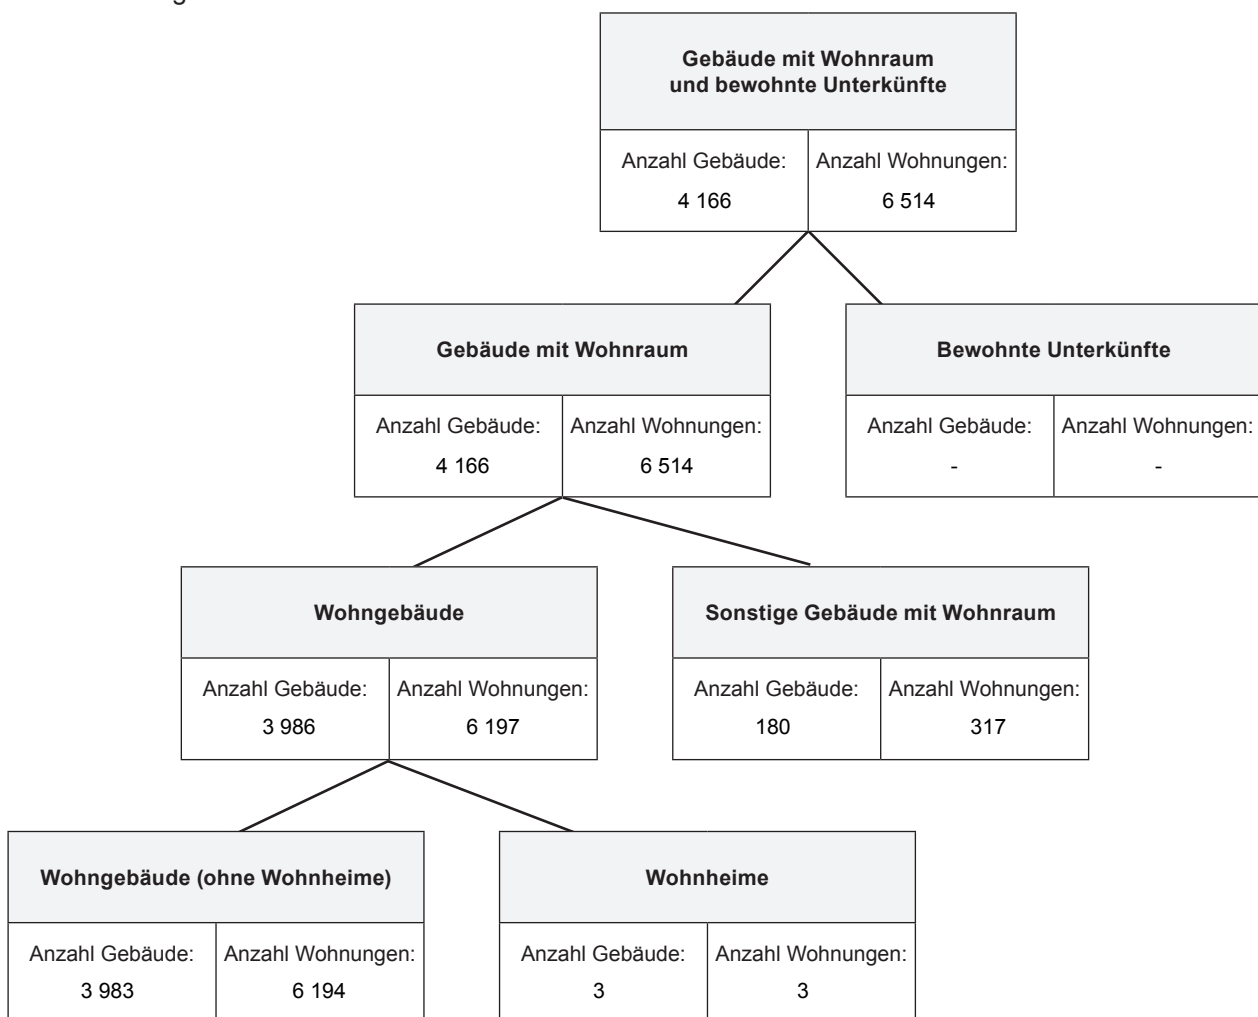 Gebäude mit Wohnraum
und bewohnte Unterkünfte
Anzahl Gebäude: Anzahl Wohnungen:
4 166 6 514
Gebäude mit Wohnraum Bewohnte Unterkünfte
Anzahl Gebäude: Anzahl Wohnungen: Anzahl Gebäude: Anzahl Wohnungen:
4 166 6 514 - -
Wohngebäude Sonstige Gebäude mit Wohnraum
Anzahl Gebäude: Anzahl Wohnungen: Anzahl Gebäude: Anzahl Wohnungen:
3 986 6 197 180 317
Wohngebäude (ohne Wohnheime) Wohnheime
Anzahl Gebäude: Anzahl Wohnungen: Anzahl Gebäude: Anzahl Wohnungen:
3 983 6 194 3 3